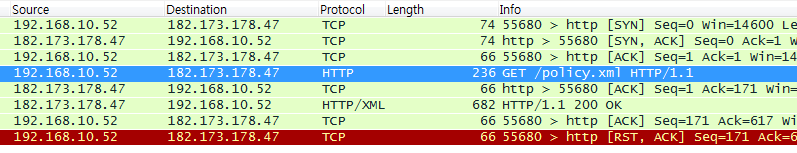 Source Destination Protocol Length Info
192.168.10.52 182.173.178.47 TCP 74 55680 > http [SYN] Seq=0 Win=14600 Le
182.173.178.47 192.168.10.52 TCP 74 http > 55680 [SYN, ACK] Seq=0 Ack=1 W
192.168.10.52 182.173.178.47 TCP 66 55680 > http [ACK] Seq=1 Ack=1 Win=14
192.168.10.52 182.173.178.47 HTTP 236 GET /policy.xml HTTP/1.1
182.173.178.47 192.168.10.52 TCP 66 http > 55680 [ACK] Seq=1 Ack=171 Win=
182.173.178.47 192.168.10.52 HTTP/XML 682 HTTP/1.1 200 OK
192.168.10.52 182.173.178.47 TCP 66 55680 > http [ACK] Seq=171 Ack=617 Wi
192.168.10.52 182.173.178.47 TCP 66 55680 > http [RST, ACK] Seq=171 Ack=6